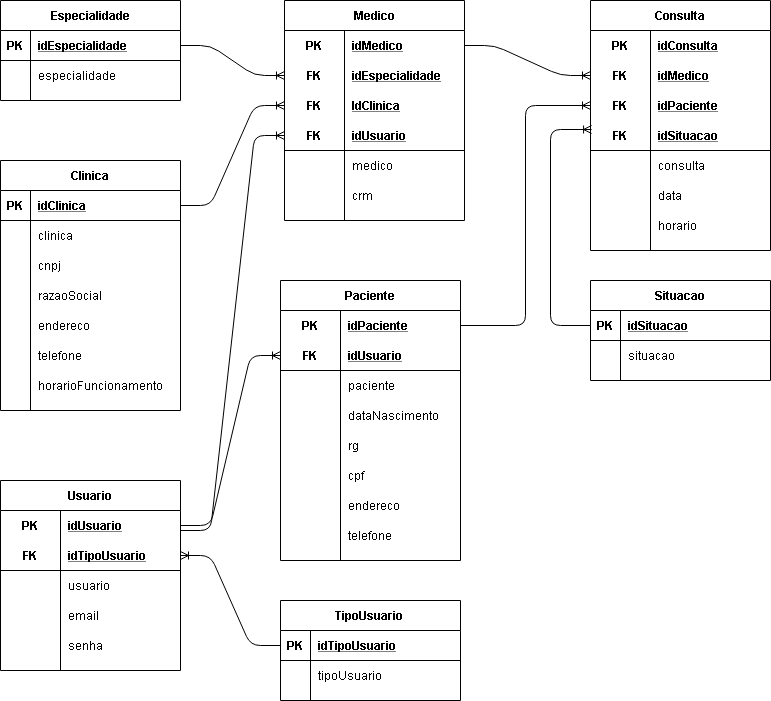 Especialidade
PK idEspecialidade
especialidade
Medico
PK idMedico
FK idEspecialidade
FK IdClinica
FK idUsuario
medico
crm
Consulta
PK idConsulta
FK idMedico
FK idPaciente
FK idSituacao
consulta
data
horario
Clinica
PK idClinica
clinica
cnpj
razaoSocial
endereco
telefone
horarioFuncionamento
Paciente
PK idPaciente
FK idUsuario
paciente
dataNascimento
rg
cpf
endereco
telefone
Situacao
PK idSituacao
situacao
Usuario
PK idUsuario
FK idTipoUsuario
usuario
email
senha
TipoUsuario
PK idTipoUsuario
tipoUsuario